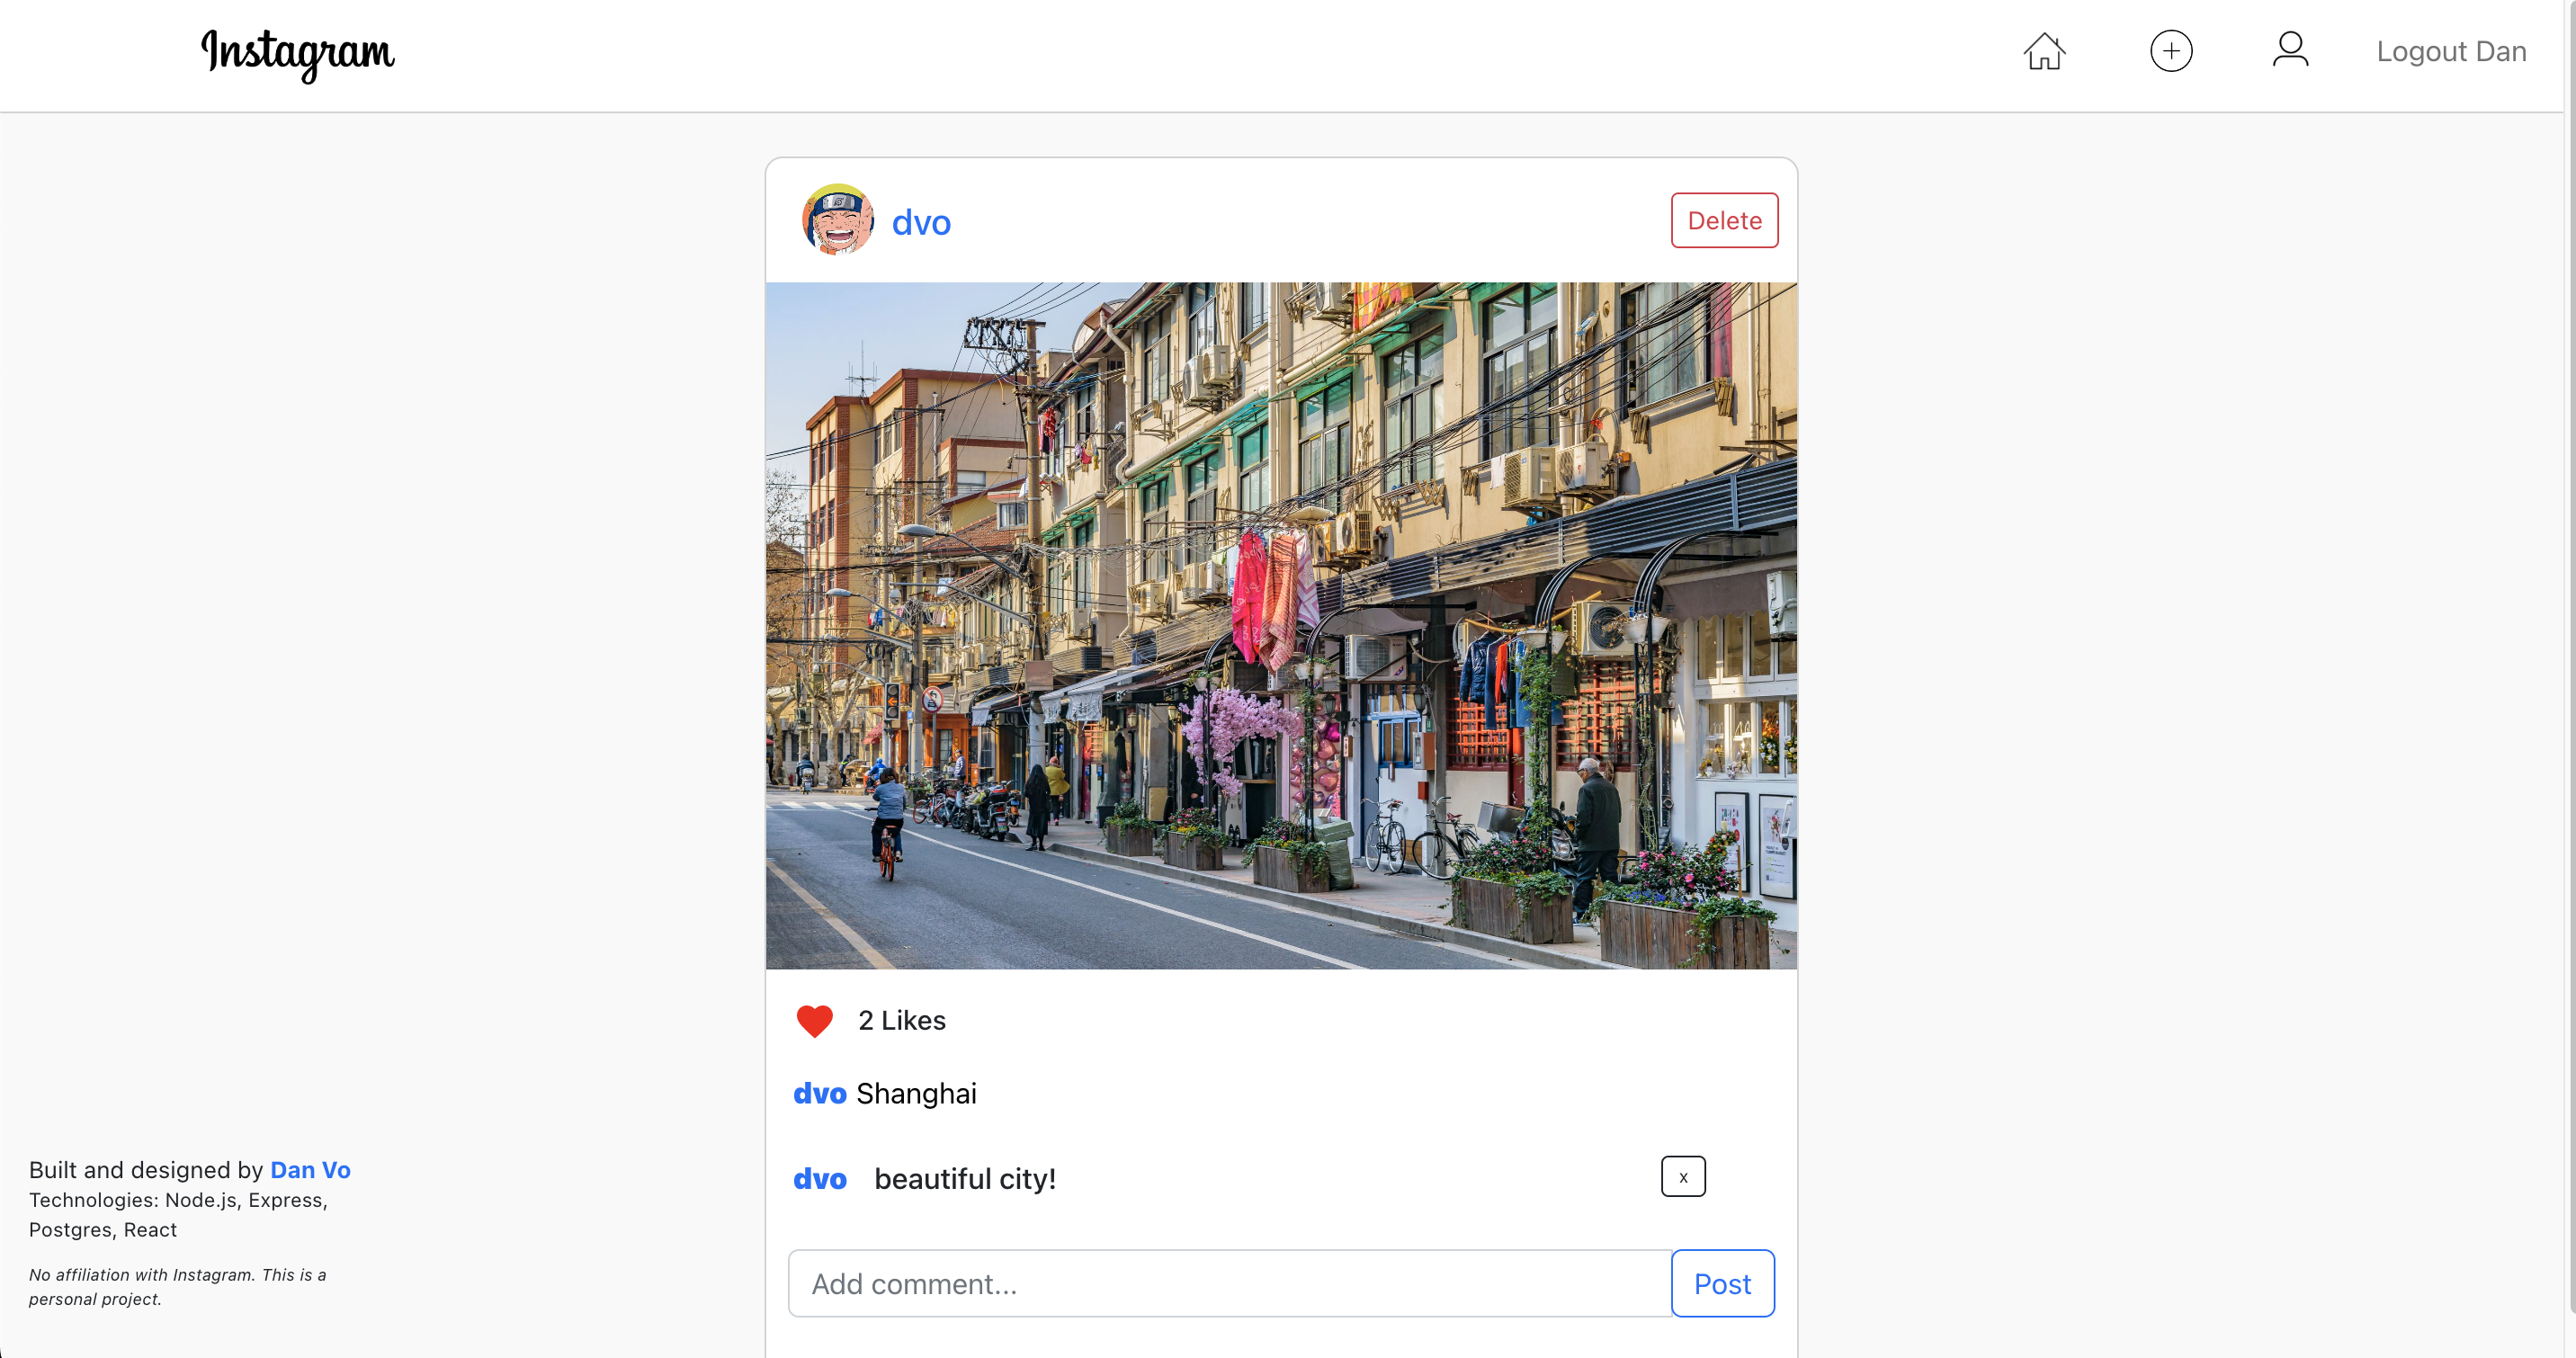 Instagram
Logout Dan
dvo
Delete
2 Likes
dvo Shanghai
dvo beautiful city!
x
Add comment...
Post
Built and designed by Dan Vo
Technologies: Node.js, Express,
Postgres, React
No affiliation with Instagram. This is a
personal project.